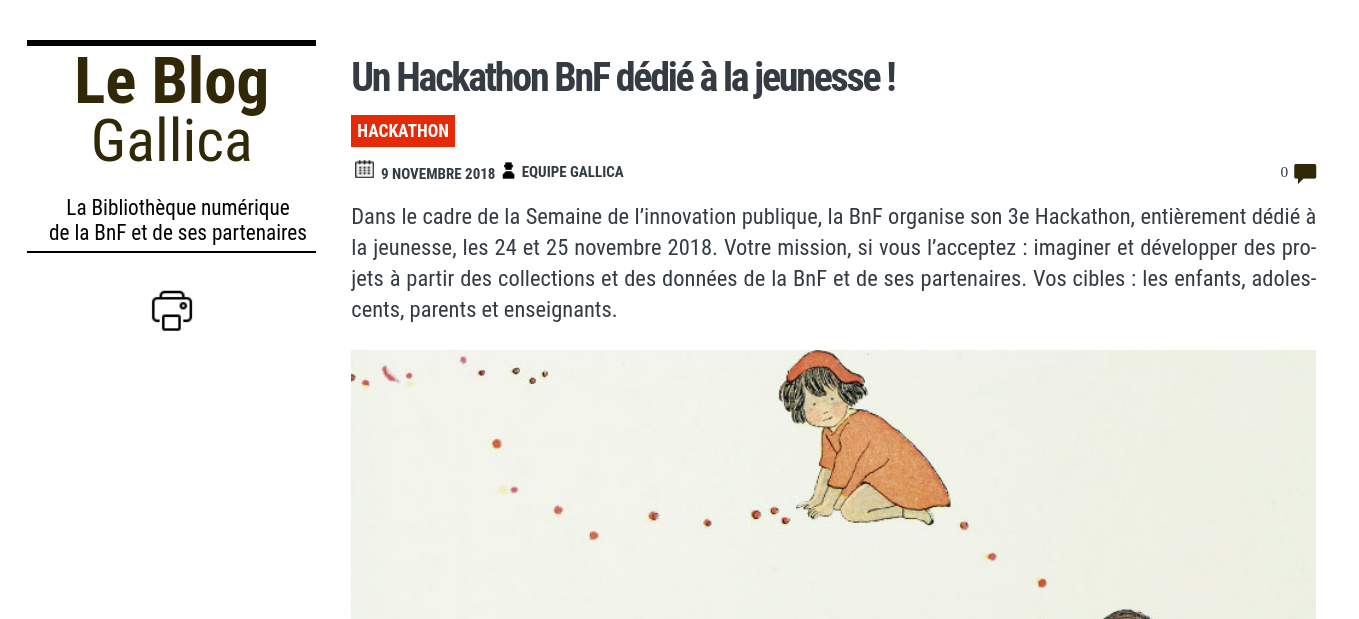 Le Blog
Gallica
La Bibliothèque numérique
de la BnF et de ses partenaires
Un Hackathon BnF dédié à la jeunesse !
HACKATHON
9 NOVEMBRE 2018 EQUIPE GALLICA
0
Dans le cadre de la Semaine de l’innovation publique, la BnF organise son 3e Hackathon, entièrement dédié à
la jeunesse, les 24 et 25 novembre 2018. Votre mission, si vous l’acceptez : imaginer et développer des pro-
jets à partir des collections et des données de la BnF et de ses partenaires. Vos cibles : les enfants, adoles-
cents, parents et enseignants.